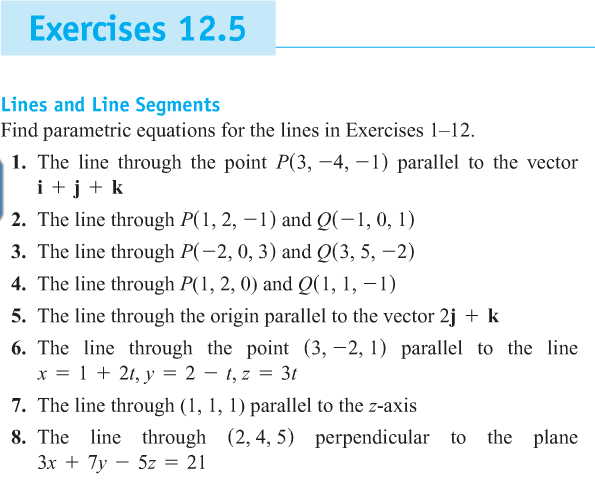 Exercises 12.5
Lines and Line Segments
Find parametric equations for the lines in Exercises 1–12.
1. The line through the point P(3, −4, −1) parallel to the vector
i + j + k
2. The line through P(1, 2, −1) and Q(−1, 0, 1)
3. The line through P(−2, 0, 3) and Q(3, 5, −2)
4. The line through P(1, 2, 0) and Q(1, 1, −1)
5. The line through the origin parallel to the vector 2j + k
6. The line through the point (3, −2, 1) parallel to the line
x = 1 + 2t, y = 2 − t, z = 3t
7. The line through (1, 1, 1) parallel to the z-axis
8. The line through (2, 4, 5) perpendicular to the plane
3x + 7y − 5z = 21